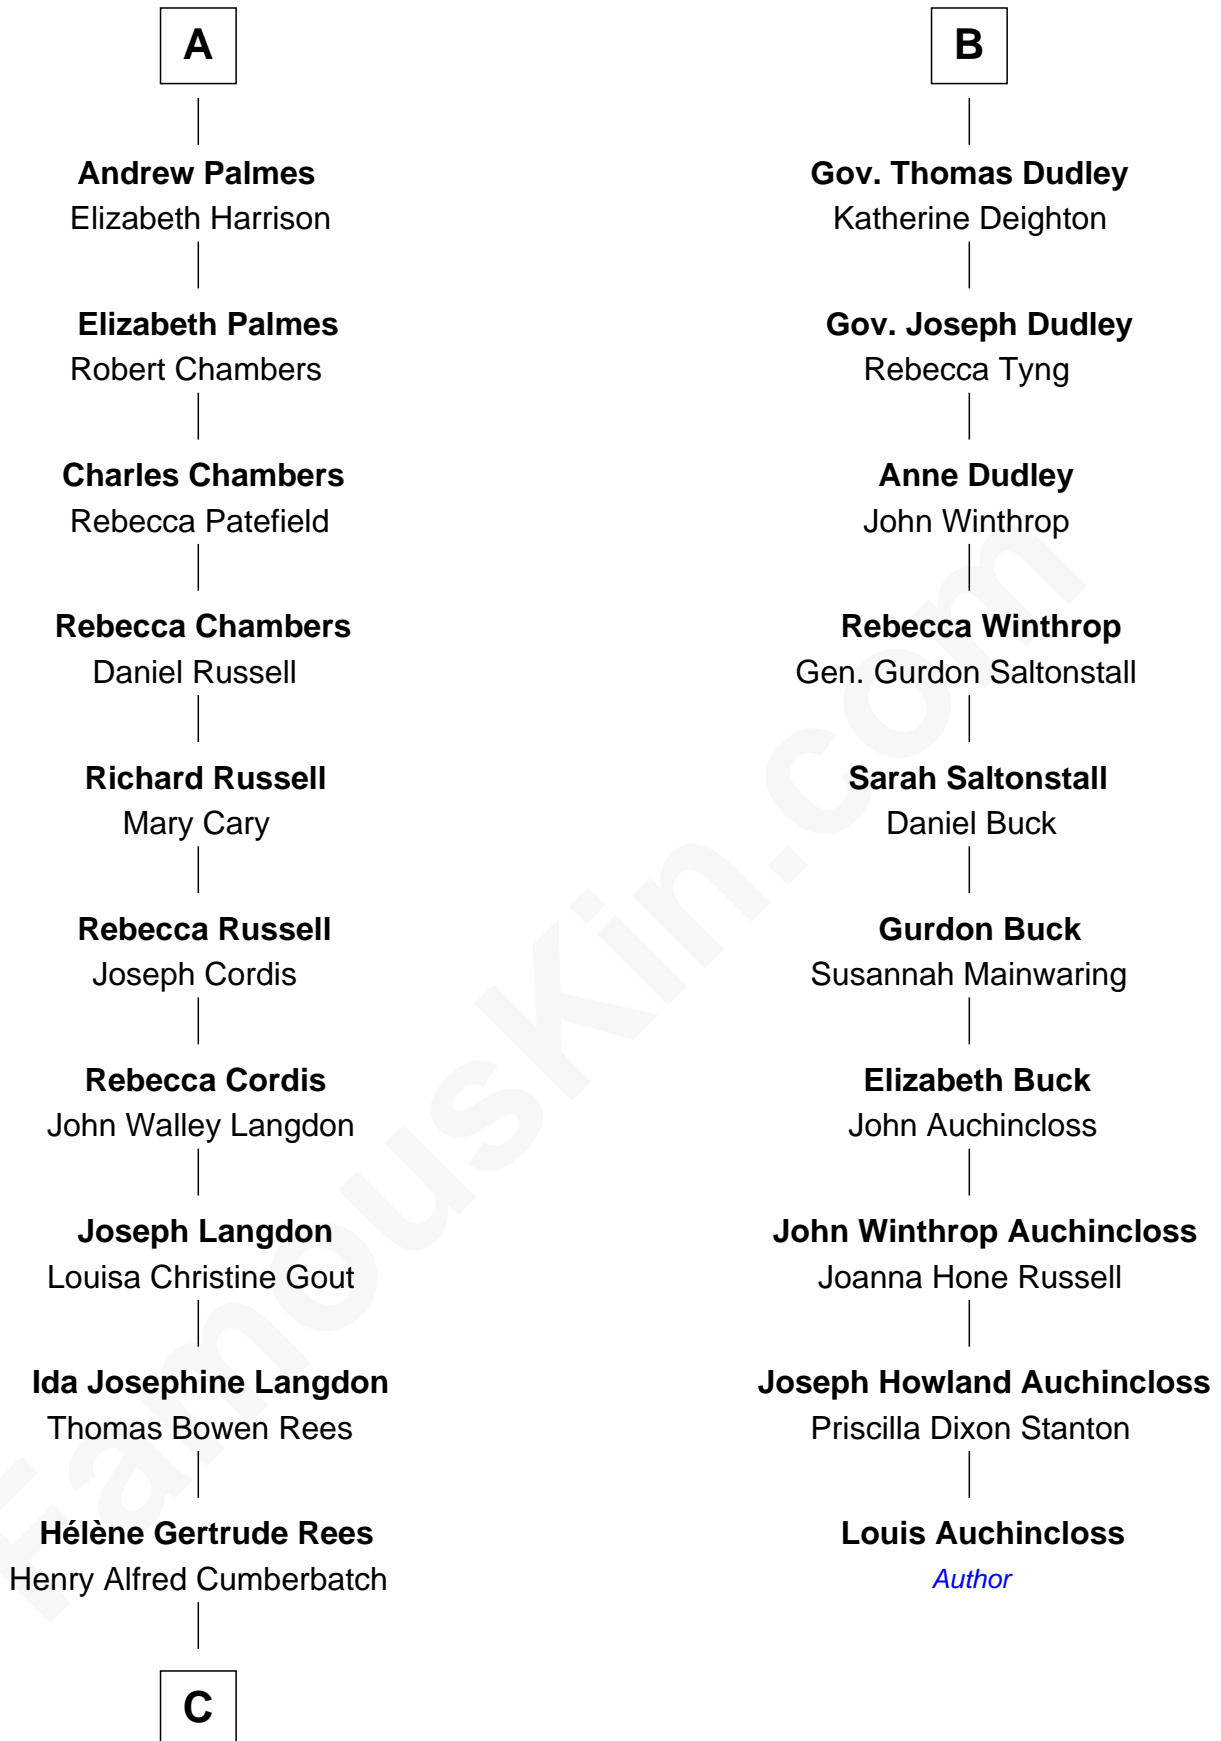 A
Andrew Palmes
Elizabeth Harrison
Elizabeth Palmes
Robert Chambers
Charles Chambers
Rebecca Patefield
Rebecca Chambers
Daniel Russell
Richard Russell
Mary Cary
Rebecca Russell
Joseph Cordis
Rebecca Cordis
John Walley Langdon
Joseph Langdon
Louisa Christine Gout
Ida Josephine Langdon
Thomas Bowen Rees
Hélène Gertrude Rees
Henry Alfred Cumberbatch
C
B
Gov. Thomas Dudley
Katherine Deighton
Gov. Joseph Dudley
Rebecca Tyng
Anne Dudley
John Winthrop
Rebecca Winthrop
Gen. Gurdon Saltonstall
Sarah Saltonstall
Daniel Buck
Gurdon Buck
Susannah Mainwaring
Elizabeth Buck
John Auchincloss
John Winthrop Auchincloss
Joanna Hone Russell
Joseph Howland Auchincloss
Priscilla Dixon Stanton
Louis Auchincloss
Author
FamousKin.com